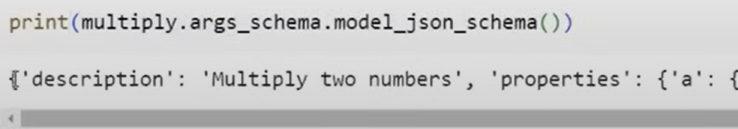 print(multiply.args_schema.model_json_schema())
{'description': 'Multiply two numbers', 'properties': {'a': {